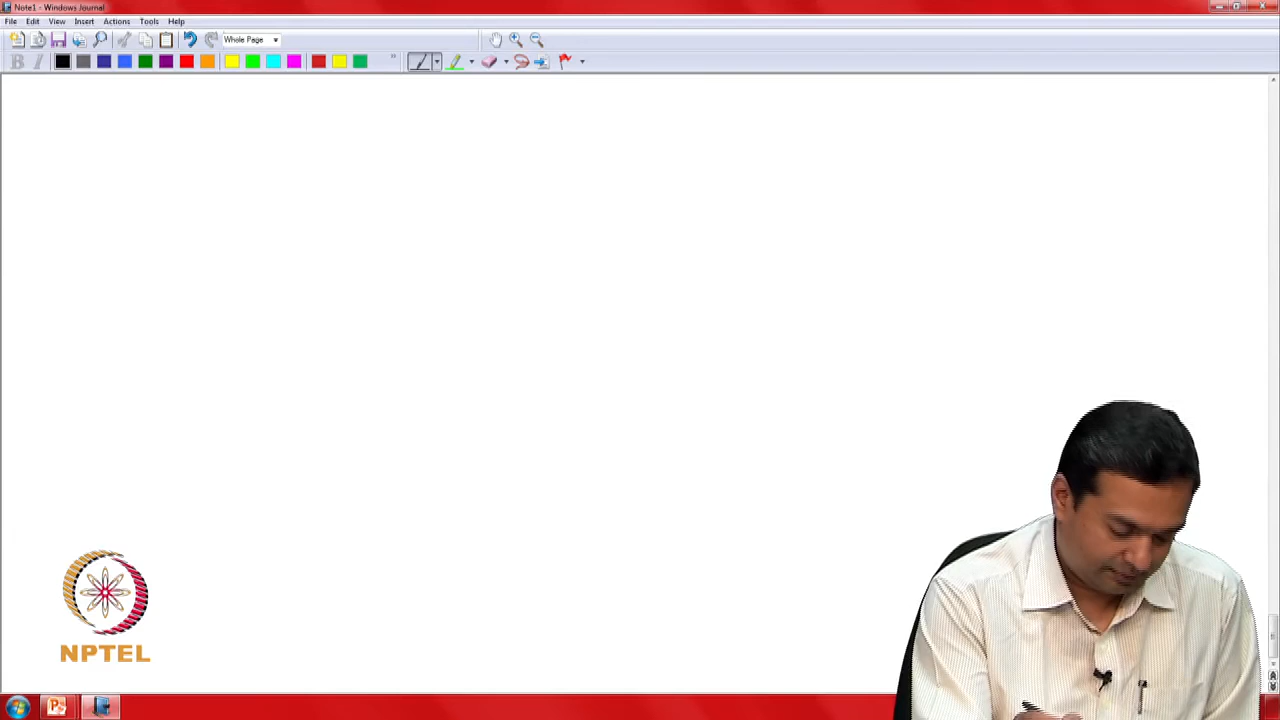 Note1 - Windows Journal
File Edit View Insert Actions Tools Help
Whole Page
B I
NPTEL